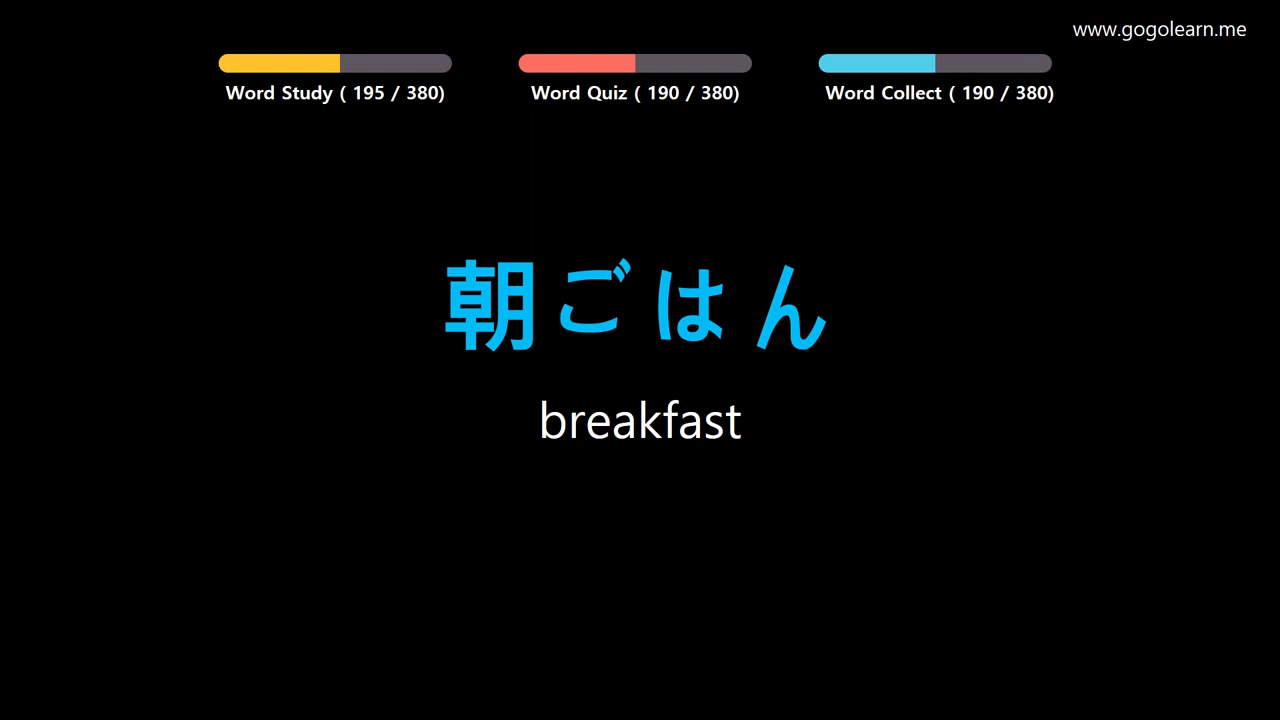 www.gogolearn.me
Word Study ( 195 / 380)
Word Quiz ( 190 / 380)
Word Collect ( 190 / 380)
朝ごはん
breakfast